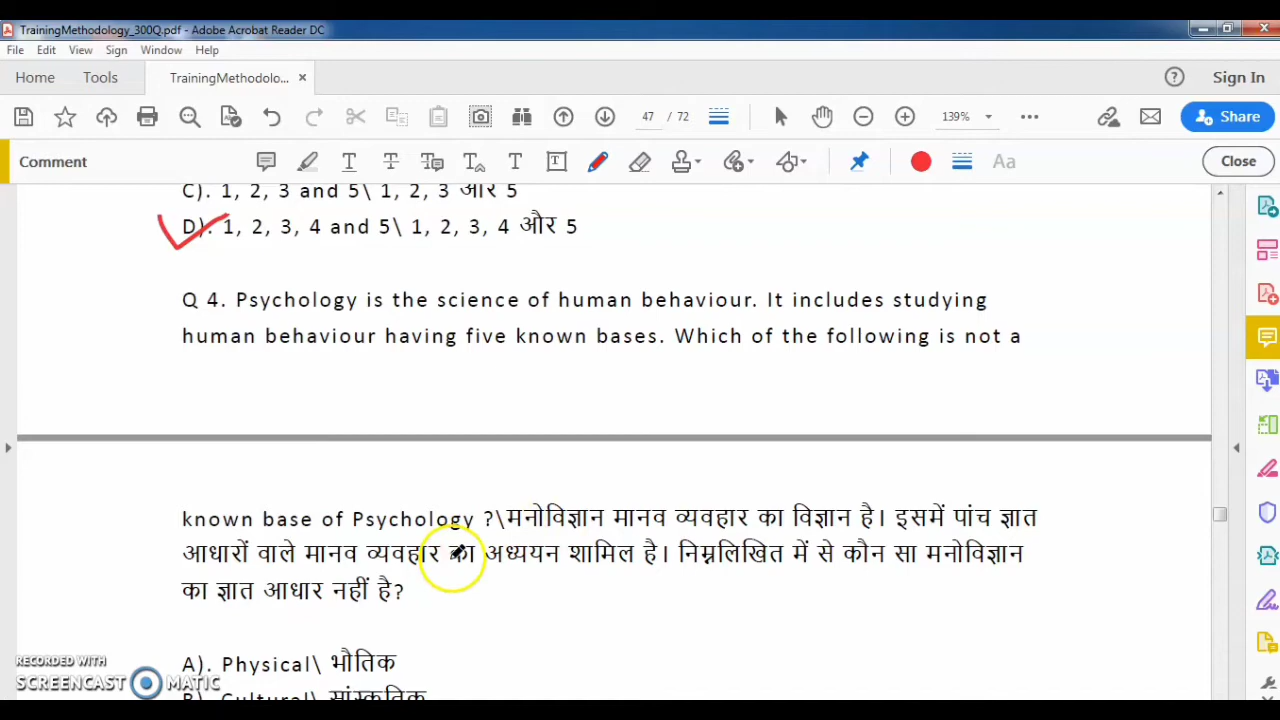 TrainingMethodology_300Q.pdf - Adobe Acrobat Reader DC
File Edit View Sign Window Help
Home Tools TrainingMethodolo... × Sign In
47 / 72 139% Share
Comment Aa Close
C). 1, 2, 3 and 5\ 1, 2, 3 और 5
D). 1, 2, 3, 4 and 5\ 1, 2, 3, 4 और 5
Q 4. Psychology is the science of human behaviour. It includes studying
human behaviour having five known bases. Which of the following is not a
known base of Psychology ?\मनोविज्ञान मानव व्यवहार का विज्ञान है। इसमें पांच ज्ञात
आधारों वाले मानव व्यवहार का अध्ययन शामिल है। निम्नलिखित में से कौन सा मनोविज्ञान
का ज्ञात आधार नहीं है?
A). Physical\ भौतिक
B). Cultural\ सांस्कृतिक
RECORDED WITH
SCREENCAST MATIC